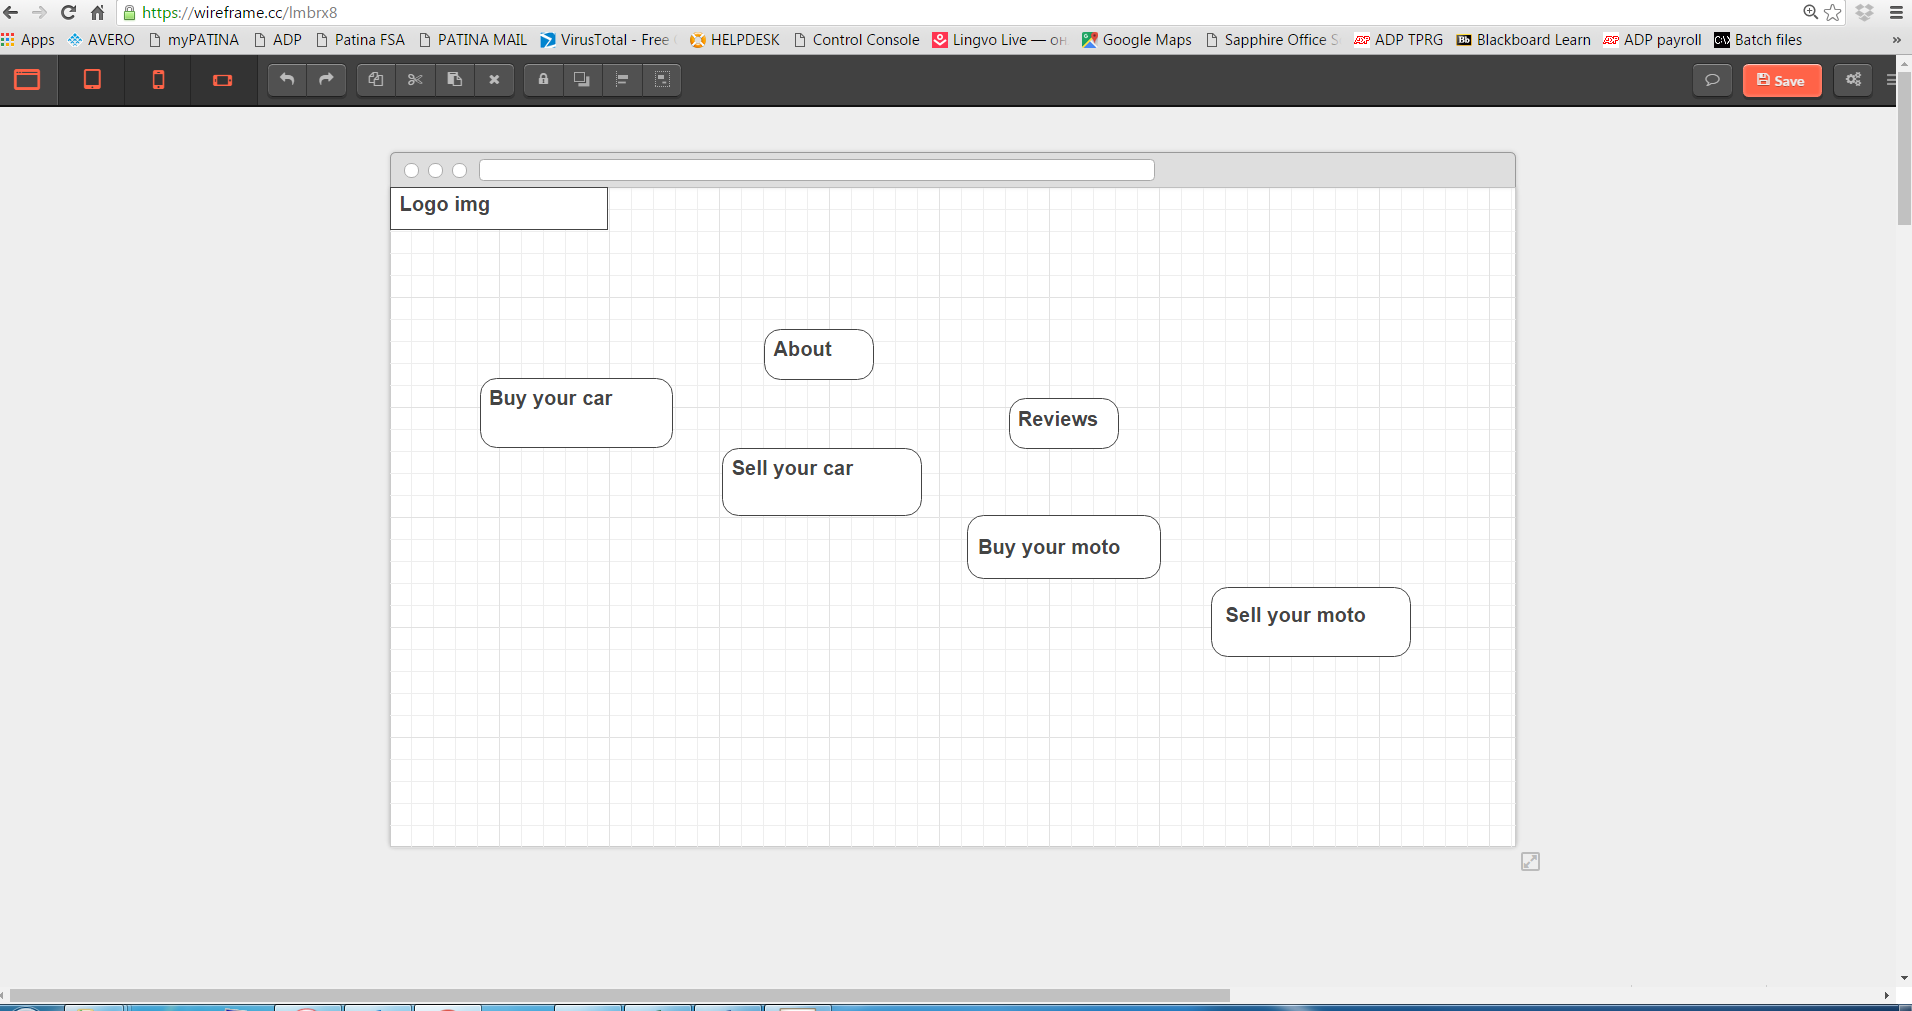 https://wireframe.cc/lmbrx8
Apps AVERO myPATINA ADP Patina FSA PATINA MAIL VirusTotal - Free HELPDESK Control Console Lingvo Live — он Google Maps Sapphire Office S ADP TPRG Bb Blackboard Learn ADP payroll C:\ Batch files »
Save
Logo img
About
Buy your car
Reviews
Sell your car
Buy your moto
Sell your moto